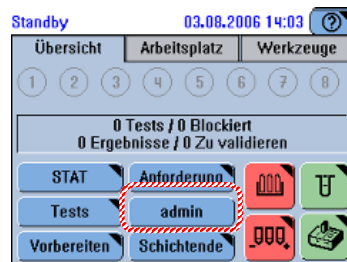 Standby 03.08.2006 14:03 ?
Übersicht Arbeitsplatz Werkzeuge
1 2 3 4 5 6 7 8
0 Tests / 0 Blockiert
0 Ergebnisse / 0 Zu validieren
STAT Anforderung
Tests admin
Vorbereiten Schichtende